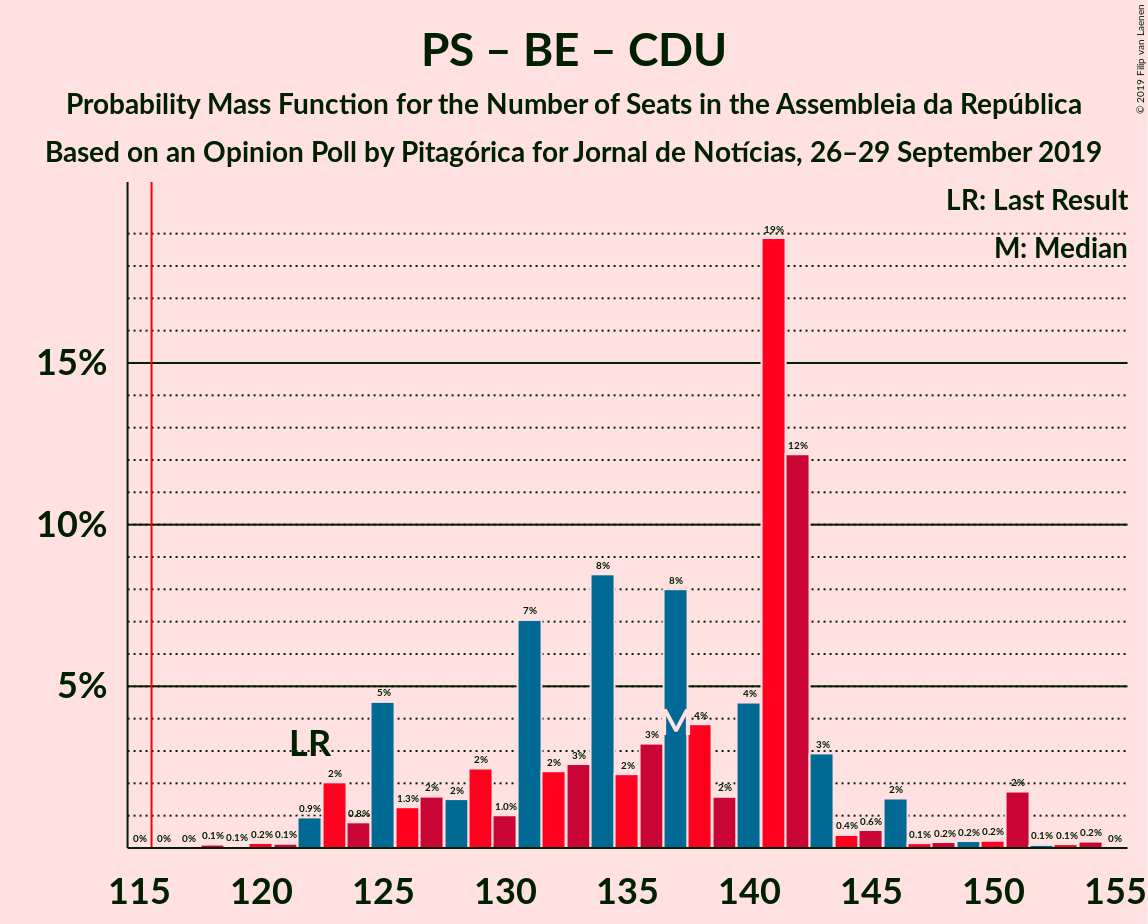 PS – BE – CDU
Probability Mass Function for the Number of Seats in the Assembleia da República
Based on an Opinion Poll by Pitagórica for Jornal de Notícias, 26–29 September 2019
© 2019 Filip van Laenen
LR: Last Result
M: Median
15%
10%
5%
LR
M
0% 0% 0% 0.1% 0.1% 0.2% 0.1% 0.9% 2% 0.8% 5% 1.3% 2% 2% 2% 1.0% 7% 2% 3% 8% 2% 3% 8% 4% 2% 4% 19% 12% 3% 0.4% 0.6% 2% 0.1% 0.2% 0.2% 0.2% 2% 0.1% 0.1% 0.2% 0%
115 120 125 130 135 140 145 150 155